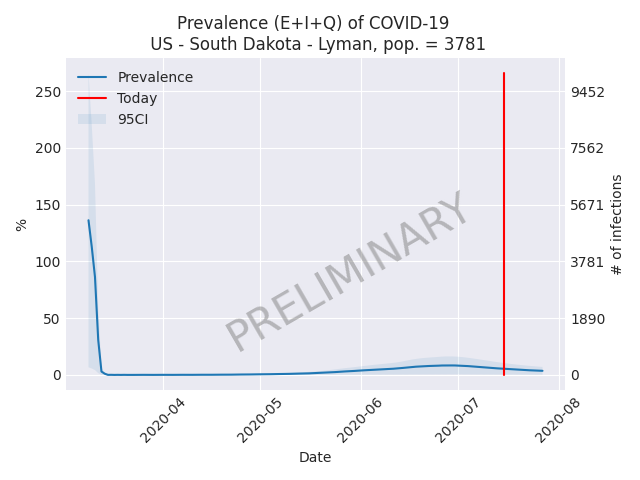 Prevalence (E+I+Q) of COVID-19
US - South Dakota - Lyman, pop. = 3781
Prevalence
Today
95CI
250
200
150
100
50
0
%
9452
7562
5671
3781
1890
0
# of infections
PRELIMINARY
2020-04
2020-05
2020-06
2020-07
2020-08
Date